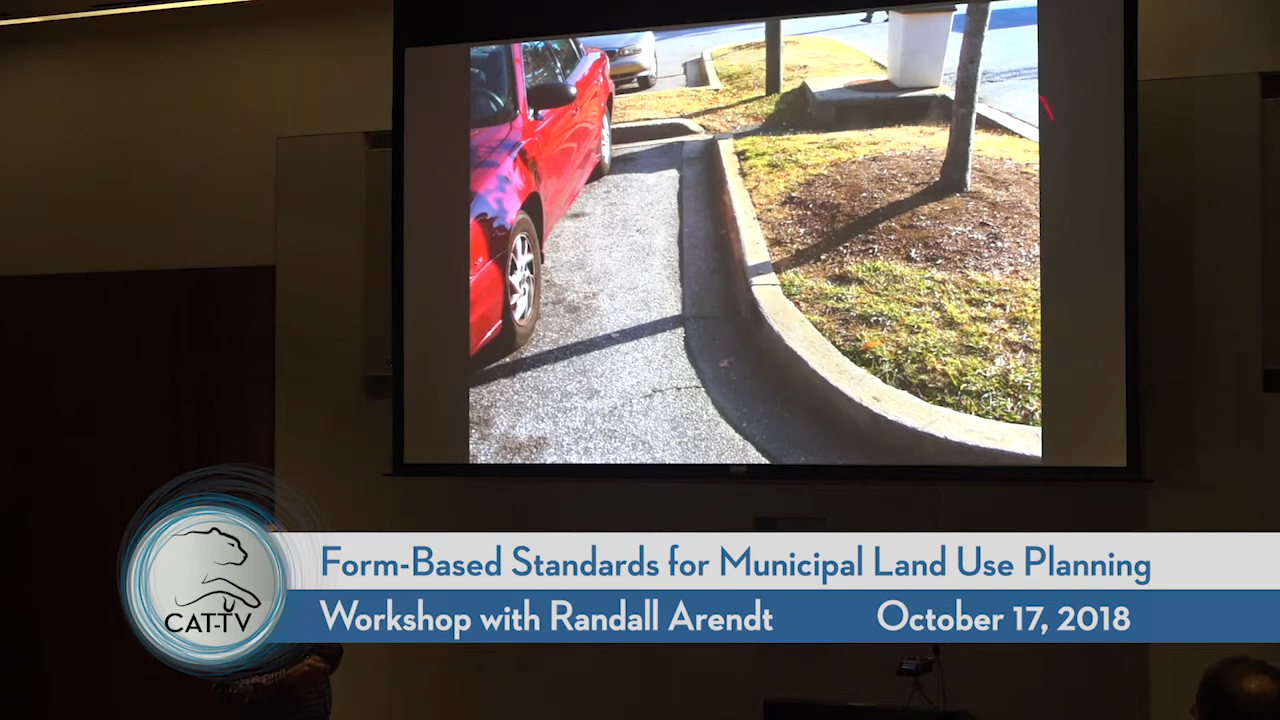 Form-Based Standards for Municipal Land Use Planning
Workshop with Randall Arendt October 17, 2018
CAT-TV